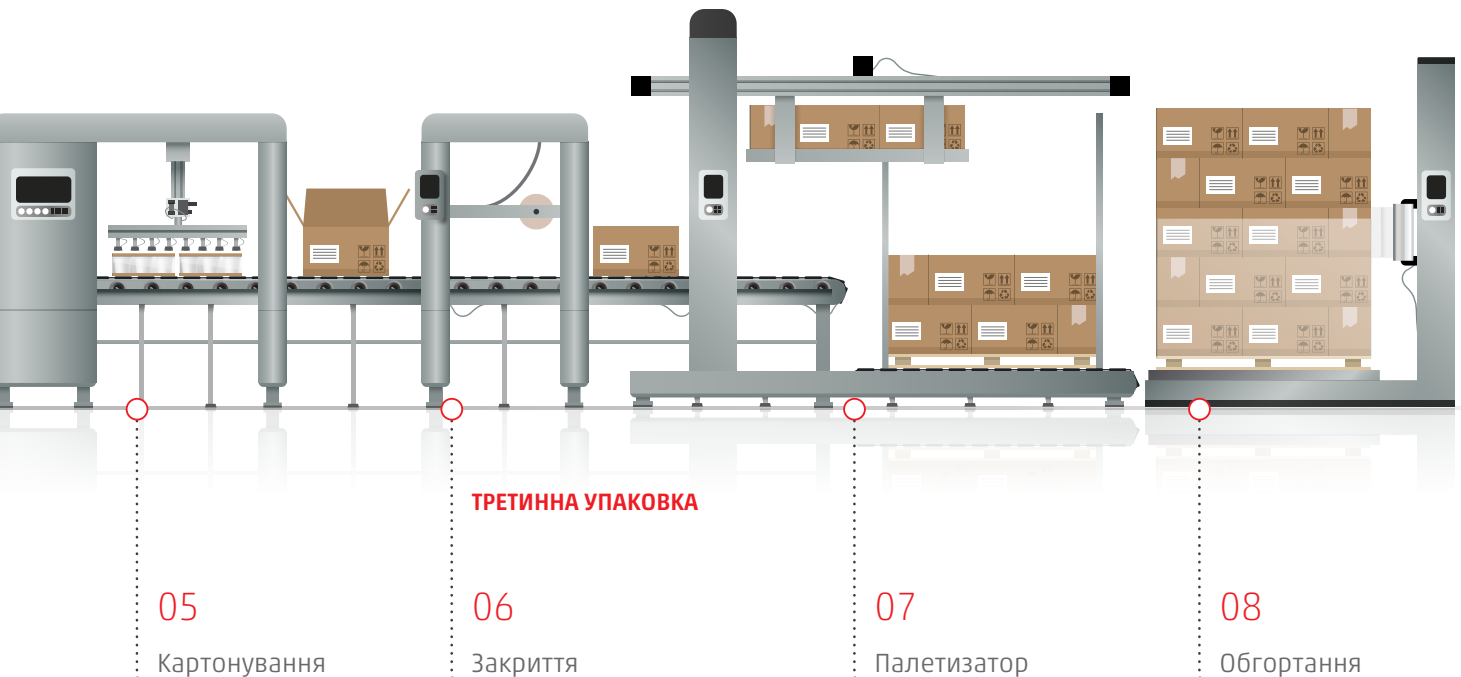 ТРЕТИННА УПАКОВКА
05
Картонування
06
Закриття
07
Палетизатор
08
Обгортання